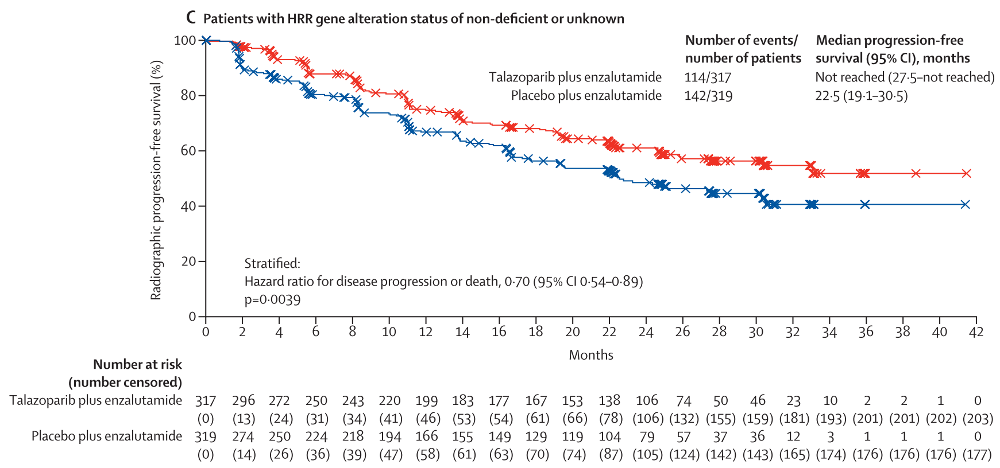 C Patients with HRR gene alteration status of non-deficient or unknown
Number of events/
number of patients
Median progression-free
survival (95% CI), months
Talazoparib plus enzalutamide 114/317 Not reached (27·5–not reached)
Placebo plus enzalutamide 142/319 22·5 (19·1–30·5)
Radiographic progression-free survival (%)
100
80
60
40
20
0
Stratified:
Hazard ratio for disease progression or death, 0·70 (95% CI 0·54–0·89)
p=0·0039
0 2 4 6 8 10 12 14 16 18 20 22 24 26 28 30 32 34 36 38 40 42
Months
Number at risk
(number censored)
Talazoparib plus enzalutamide 317 296 272 250 243 220 199 183 177 167 153 138 106 74 50 46 23 10 2 2 1 0
(0) (13) (24) (31) (34) (41) (46) (53) (54) (61) (66) (78) (106) (132) (155) (159) (181) (193) (201) (201) (202) (203)
Placebo plus enzalutamide 319 274 250 224 218 194 166 155 149 129 119 104 79 57 37 36 12 3 1 1 1 0
(0) (14) (26) (36) (39) (47) (58) (61) (63) (70) (74) (87) (105) (124) (142) (143) (165) (174) (176) (176) (176) (177)